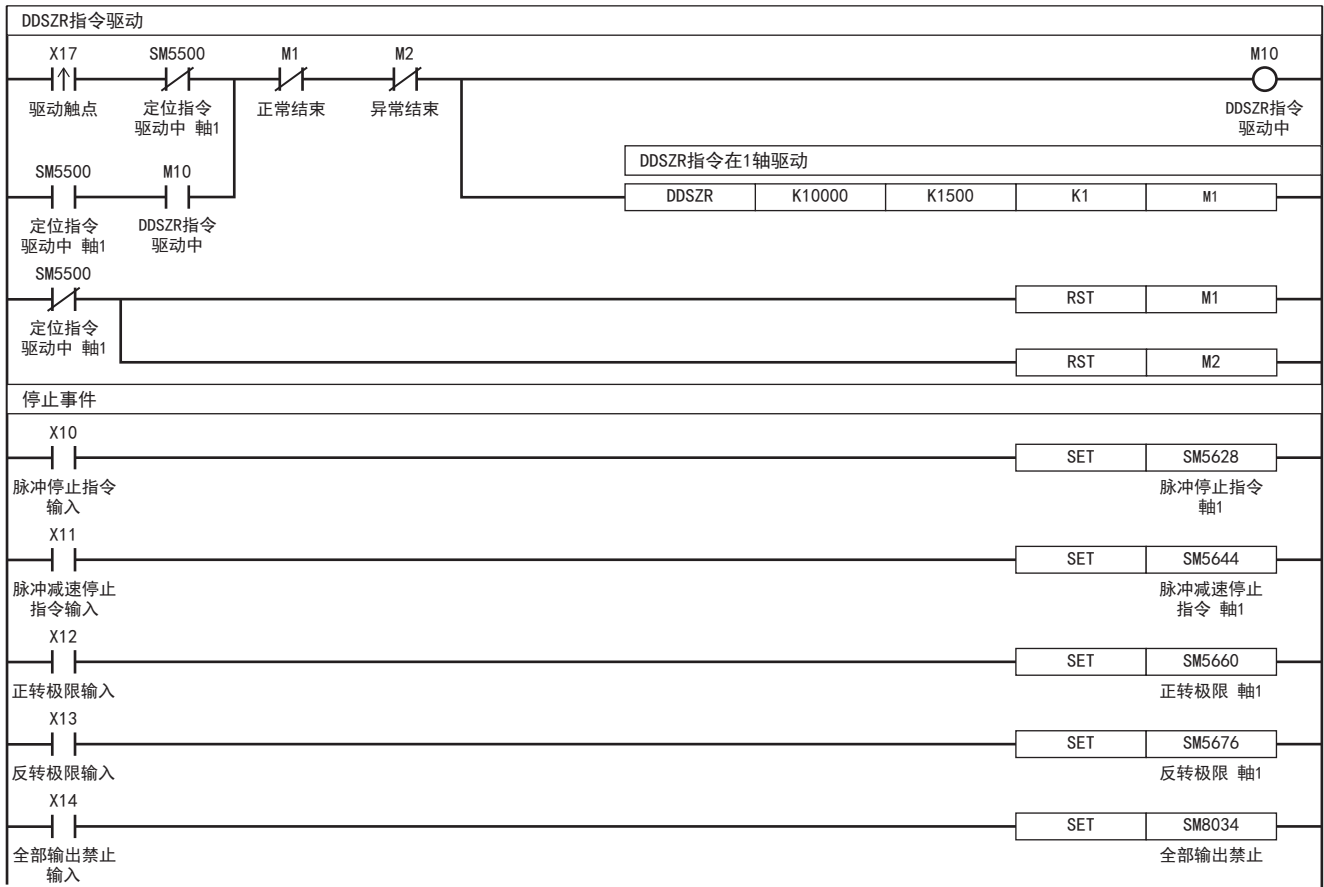 DDSZR指令驱动
X17 SM5500 M1 M2 M10
驱动触点 定位指令 正常结束 异常结束 DDSZR指令
驱动中 軸1 驱动中
DDSZR指令在1轴驱动
SM5500 M10
DDSZR K10000 K1500 K1 M1
定位指令 DDSZR指令
驱动中 軸1 驱动中
SM5500
RST M1
定位指令
驱动中 軸1
RST M2
停止事件
X10
SET SM5628
脉冲停止指令 脉冲停止指令
输入 軸1
X11
SET SM5644
脉冲减速停止 脉冲减速停止
指令输入 指令 軸1
X12
SET SM5660
正转极限输入 正转极限 軸1
X13
SET SM5676
反转极限输入 反转极限 軸1
X14
SET SM8034
全部输出禁止 全部输出禁止
输入